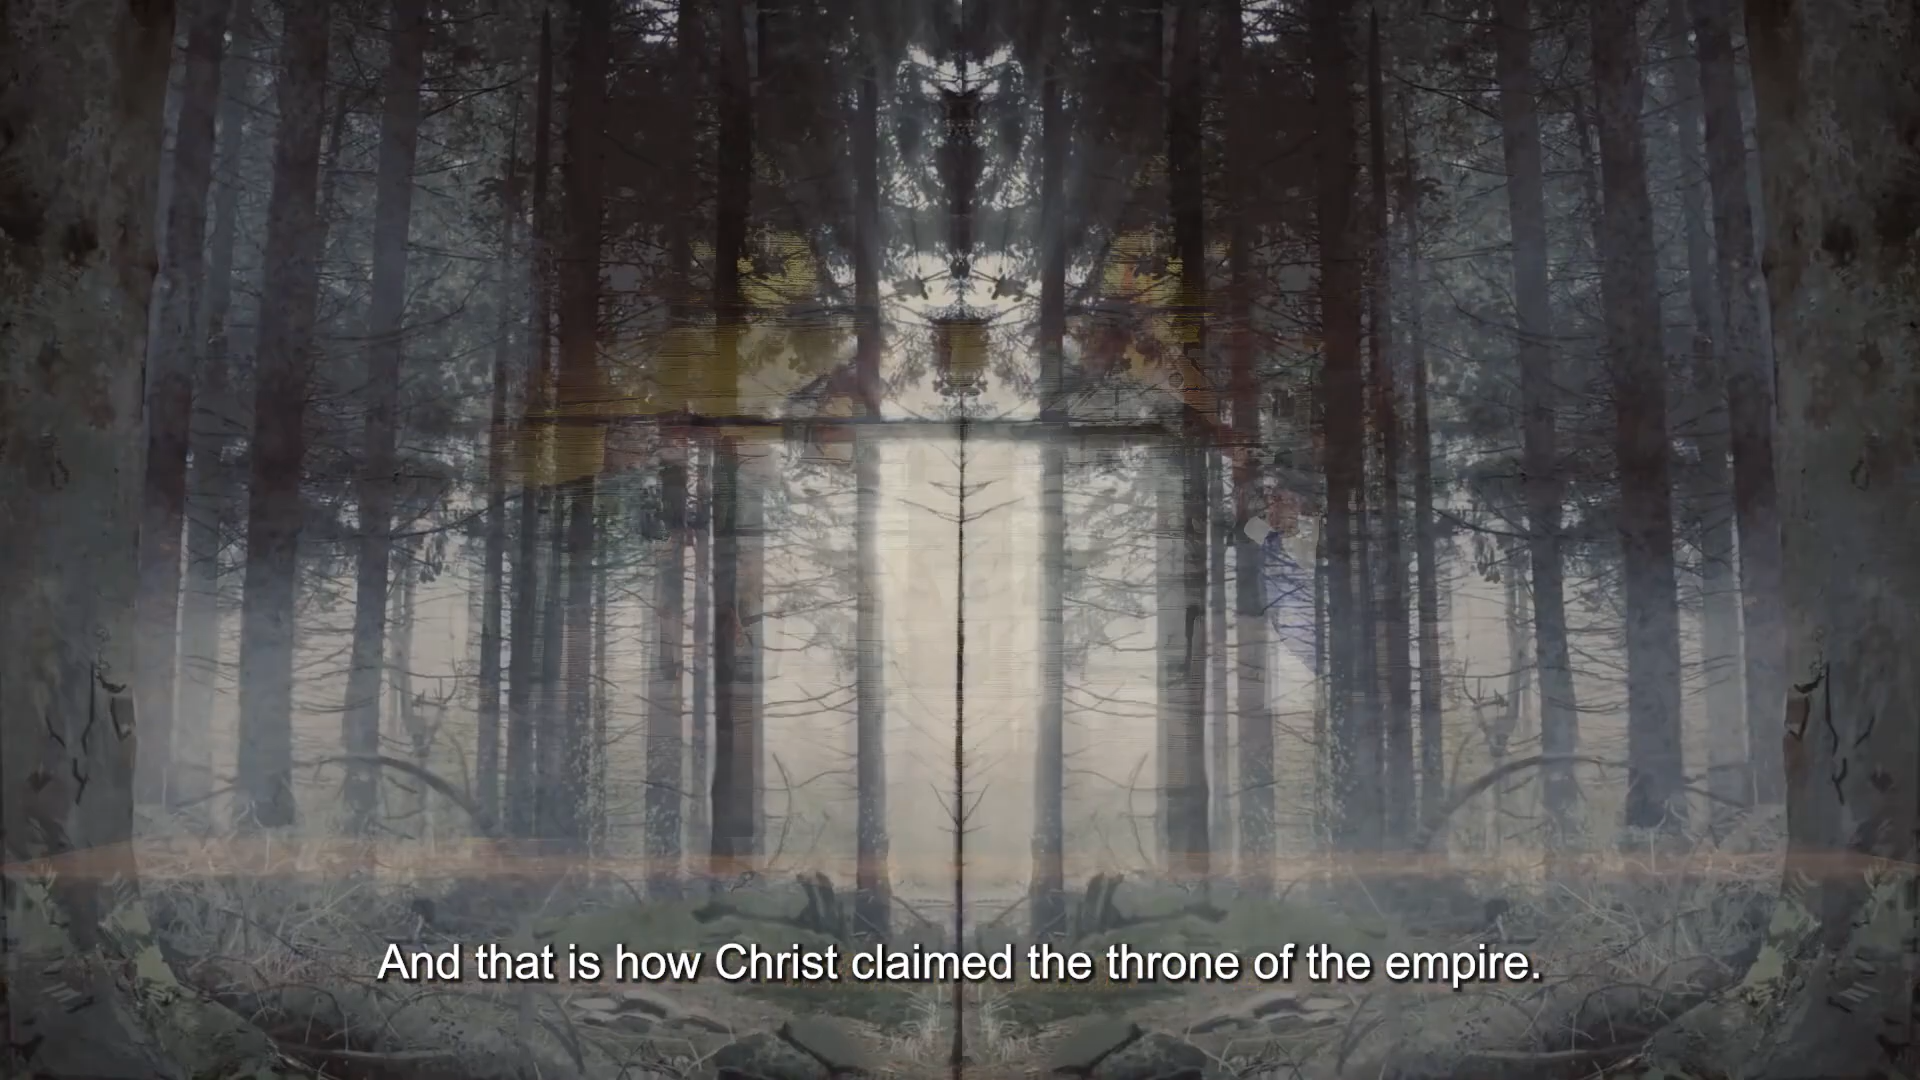 And that is how Christ claimed the throne of the empire.